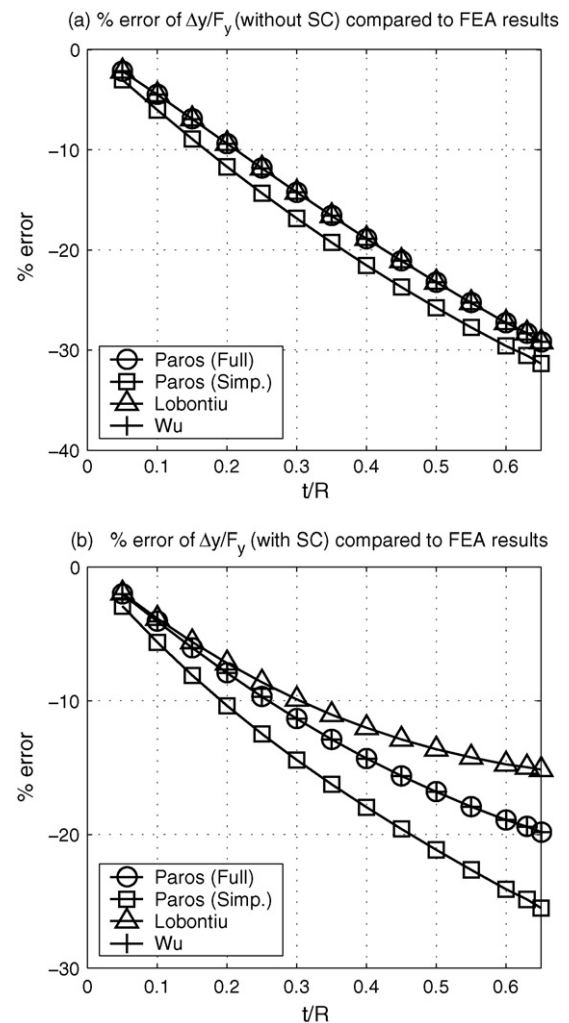 (a) % error of Δy/Fy (without SC) compared to FEA results
0
−10
−20
−30
−40
% error
Paros (Full)
Paros (Simp.)
Lobontiu
Wu
0 0.1 0.2 0.3 0.4 0.5 0.6
t/R
(b) % error of Δy/Fy (with SC) compared to FEA results
0
−10
−20
−30
% error
Paros (Full)
Paros (Simp.)
Lobontiu
Wu
0 0.1 0.2 0.3 0.4 0.5 0.6
t/R